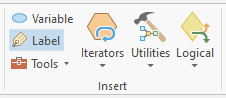 Variable
Label
Tools
Iterators
Utilities
Logical
Insert